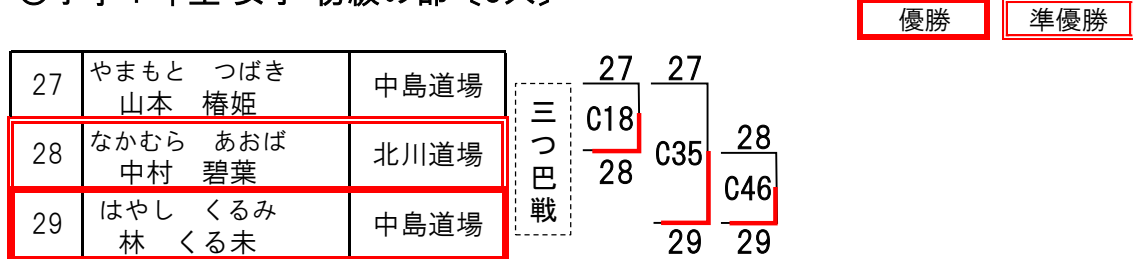 優勝
準優勝
27
やまもと つばき
山本 椿姫
中島道場
28
なかむら あおば
中村 碧葉
北川道場
29
はやし くるみ
林 くる未
中島道場
三つ巴戦
27
C18
28
27
C35
29
28
C46
29